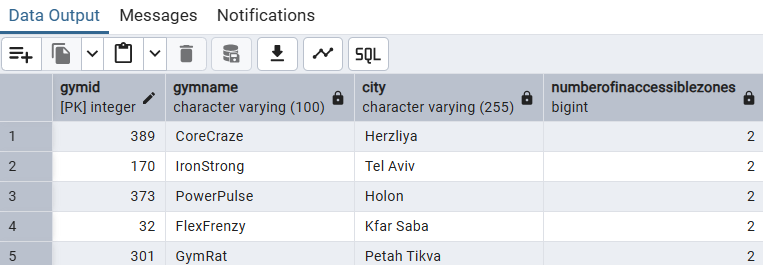 Data Output Messages Notifications
SQL
gymid gymname city numberofinaccessiblezones
[PK] integer character varying (100) character varying (255) bigint
1 389 CoreCraze Herzliya 2
2 170 IronStrong Tel Aviv 2
3 373 PowerPulse Holon 2
4 32 FlexFrenzy Kfar Saba 2
5 301 GymRat Petah Tikva 2